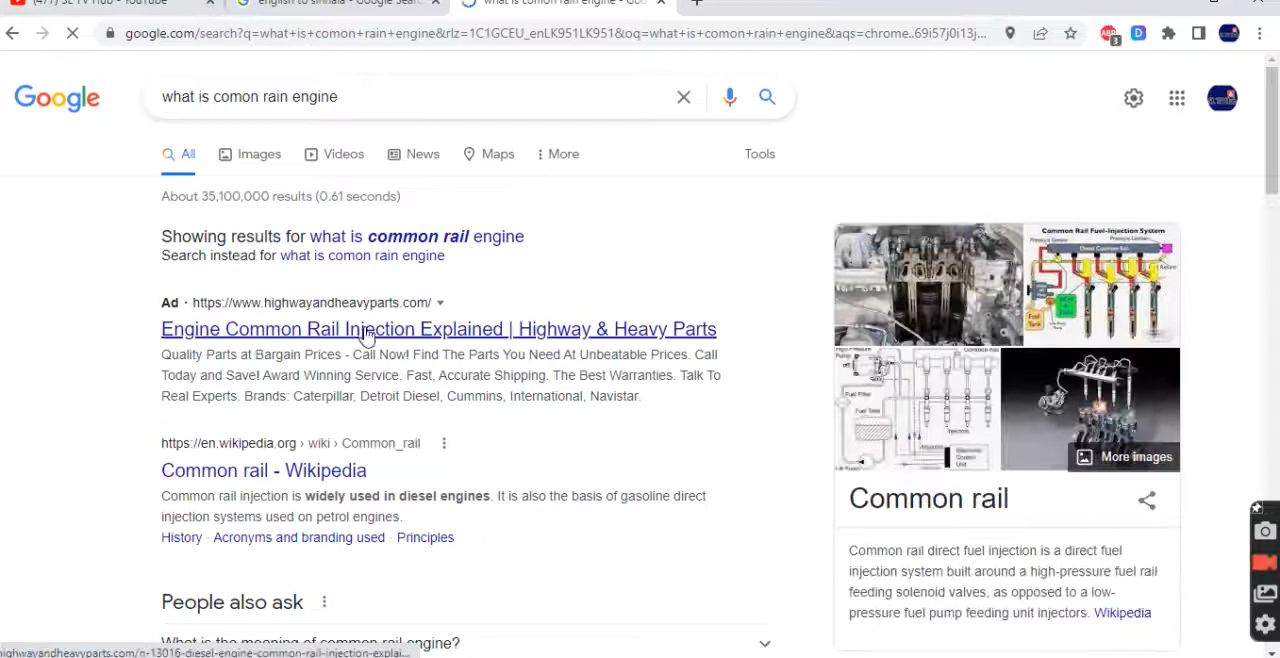 english to sinhala - Google Sear
what is comon rain engine - Goo
google.com/search?q=what+is+comon+rain+engine&rlz=1C1GCEU_enLK951LK951&oq=what+is+comon+rain+engine&aqs=chrome..69i57j0i13j...
3
D
Google
what is comon rain engine
All
Images
Videos
News
Maps
More
Tools
About 35,100,000 results (0.61 seconds)
Showing results for what is common rail engine
Search instead for what is comon rain engine
Ad · https://www.highwayandheavyparts.com/
Engine Common Rail Injection Explained | Highway & Heavy Parts
Quality Parts at Bargain Prices - Call Now! Find The Parts You Need At Unbeatable Prices. Call
Today and Save! Award Winning Service. Fast, Accurate Shipping. The Best Warranties. Talk To
Real Experts. Brands: Caterpillar, Detroit Diesel, Cummins, International, Navistar.
https://en.wikipedia.org › wiki › Common_rail
Common rail - Wikipedia
Common rail injection is widely used in diesel engines. It is also the basis of gasoline direct
injection systems used on petrol engines.
History · Acronyms and branding used · Principles
People also ask
What is the meaning of common rail engine?
Common Rail Fuel-Injection System
Fuel Tank
More images
Common rail
Common rail direct fuel injection is a direct fuel
injection system built around a high-pressure fuel rail
feeding solenoid valves, as opposed to a low-
pressure fuel pump feeding unit injectors. Wikipedia
highwayandheavyparts.com/n-13016-diesel-engine-common-rail-injection-explai...